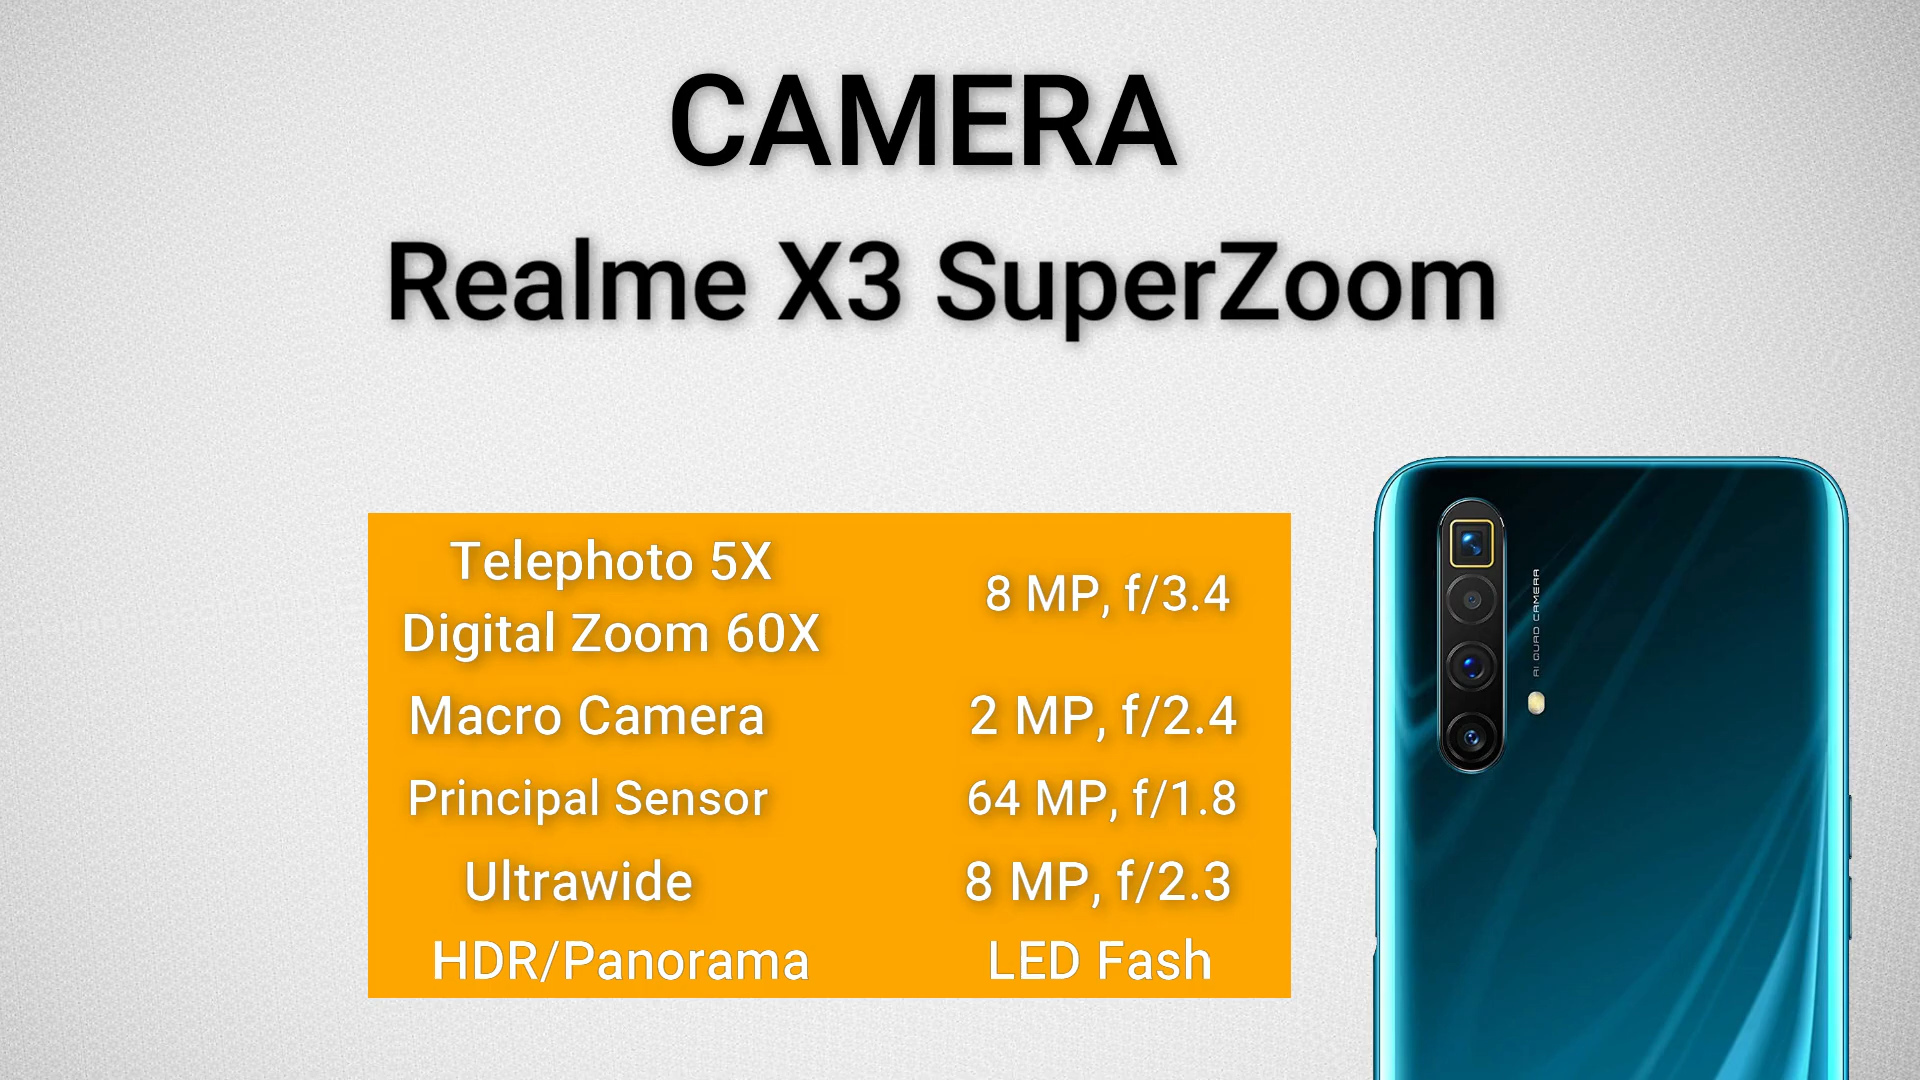 CAMERA
Realme X3 SuperZoom
Telephoto 5X
Digital Zoom 60X
8 MP, f/3.4
Macro Camera 2 MP, f/2.4
Principal Sensor 64 MP, f/1.8
Ultrawide 8 MP, f/2.3
HDR/Panorama LED Fash
AI QUAD CAMERA